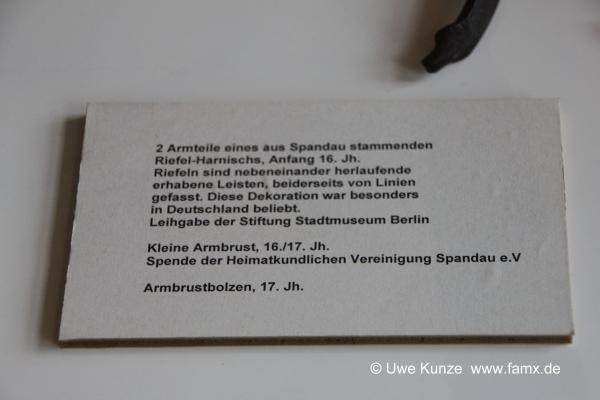 2 Armteile eines aus Spandau stammenden
Riefel-Harnischs, Anfang 16. Jh.
Riefeln sind nebeneinander herlaufende
erhabene Leisten, beiderseits von Linien
gefasst. Diese Dekoration war besonders
in Deutschland beliebt.
Leihgabe der Stiftung Stadtmuseum Berlin
Kleine Armbrust, 16./17. Jh.
Spende der Heimatkundlichen Vereinigung Spandau e.V
Armbrustbolzen, 17. Jh.
© Uwe Kunze www.famx.de